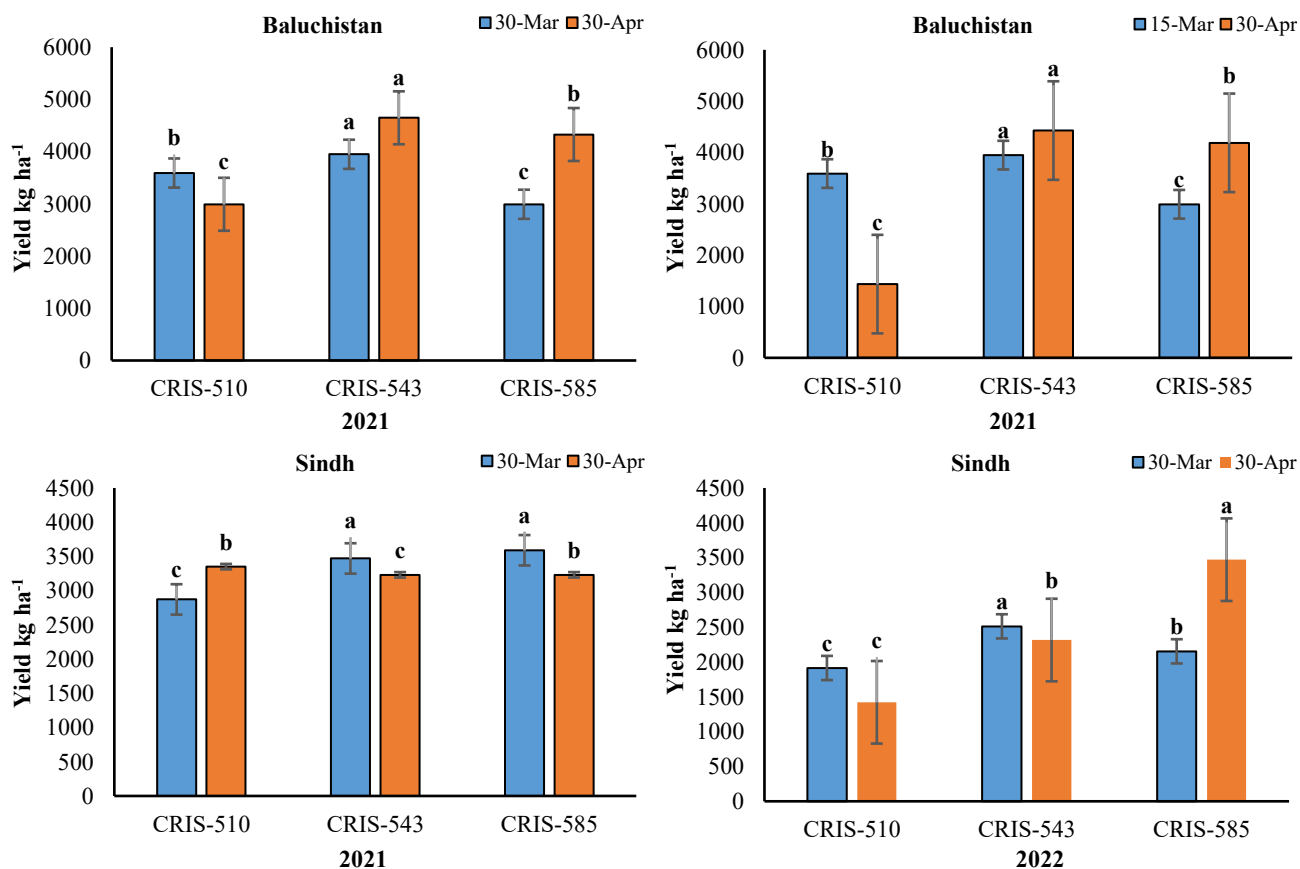 Baluchistan
30-Mar 30-Apr
6000
5000
4000
3000
2000
1000
0
Yield kg ha⁻¹
b
c
a
a
c
b
CRIS-510 CRIS-543 CRIS-585
2021
Baluchistan
15-Mar 30-Apr
6000
5000
4000
3000
2000
1000
0
Yield kg ha⁻¹
b
c
a
a
c
b
CRIS-510 CRIS-543 CRIS-585
2021
Sindh
30-Mar 30-Apr
4500
4000
3500
3000
2500
2000
1500
1000
500
0
Yield kg ha⁻¹
c
b
a
c
a
b
CRIS-510 CRIS-543 CRIS-585
2021
Sindh
30-Mar 30-Apr
4500
4000
3500
3000
2500
2000
1500
1000
500
0
Yield kg ha⁻¹
c
c
a
b
b
a
CRIS-510 CRIS-543 CRIS-585
2022